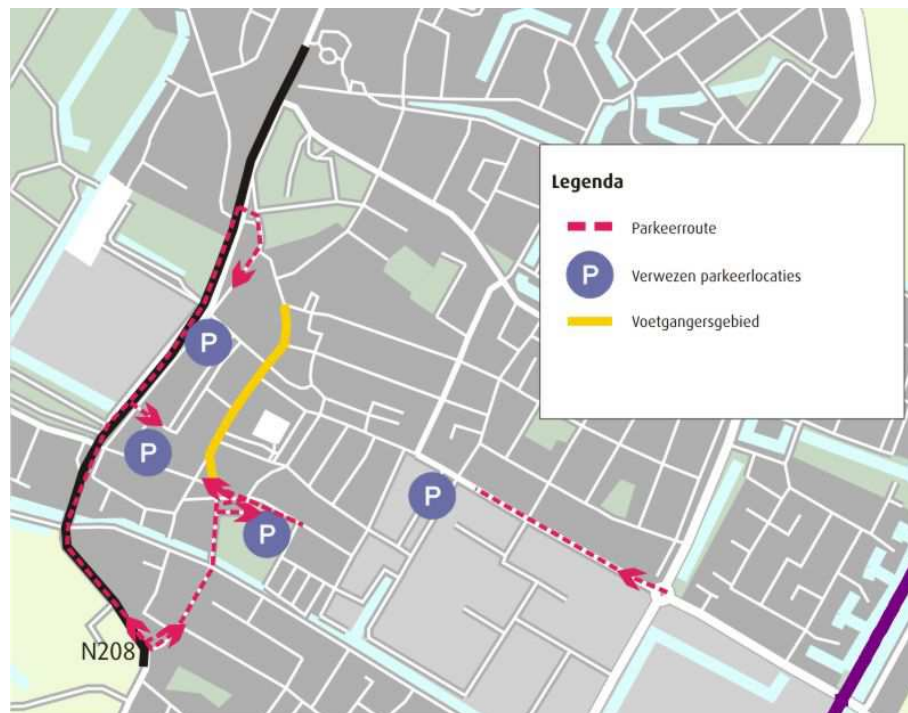 Legenda
Parkeerroute
P
Verwezen parkeerlocaties
Voetgangersgebied
P
P
P
P
N208